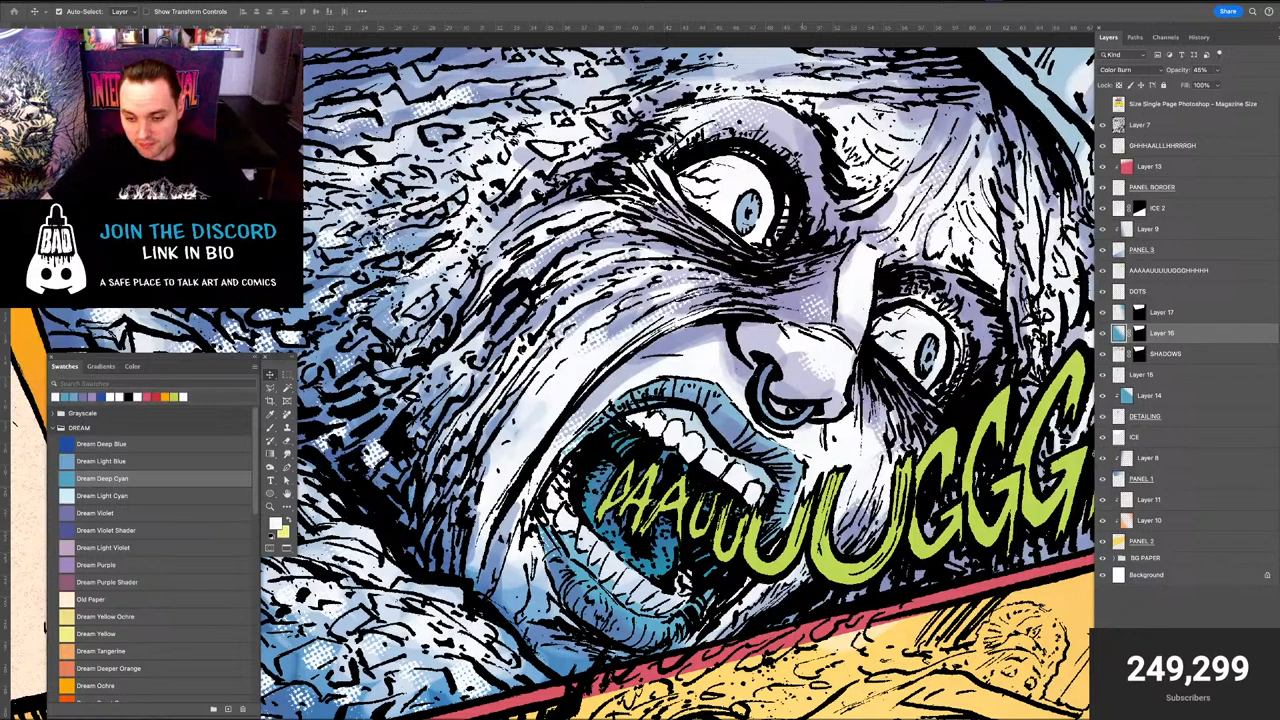 Auto-Select: Layer Show Transform Controls
Share
JOIN THE DISCORD
LINK IN BIO
A SAFE PLACE TO TALK ART AND COMICS
BAD
Swatches Gradients Color
Search Swatches
Grayscale
DREAM
Dream Deep Blue
Dream Light Blue
Dream Deep Cyan
Dream Light Cyan
Dream Violet
Dream Violet Shader
Dream Light Violet
Dream Purple
Dream Purple Shader
Old Paper
Dream Yellow Ochre
Dream Yellow
Dream Tangerine
Dream Deeper Orange
Dream Ochre
AAAUUUUUGGG
Layers Paths Channels History
Kind
Color Burn Opacity: 45%
Lock: Fill: 100%
Size Single Page Photoshop - Magazine Size
Layer 7
GHHHAALLLHHRRRGH
Layer 13
PANEL BORDER
ICE 2
Layer 9
PANEL 3
AAAAAUUUUUGGGHHHHH
DOTS
Layer 17
Layer 16
SHADOWS
Layer 15
Layer 14
DETAILING
ICE
Layer 8
PANEL 1
Layer 11
Layer 10
PANEL 2
BG PAPER
Background
249,299
Subscribers